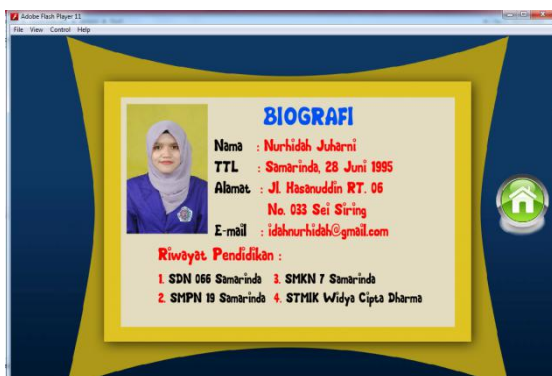 Adobe Flash Player 11
File View Control Help
BIOGRAFI
Nama : Nurhidah Juharni
TTL : Samarinda, 28 Juni 1995
Alamat : Jl. Hasanuddin RT. 06
No. 033 Sei Siring
E-mail : idahnurhidah@gmail.com
Riwayat Pendidikan :
1. SDN 066 Samarinda 3. SMKN 7 Samarinda
2. SMPN 19 Samarinda 4. STMIK Widya Cipta Dharma